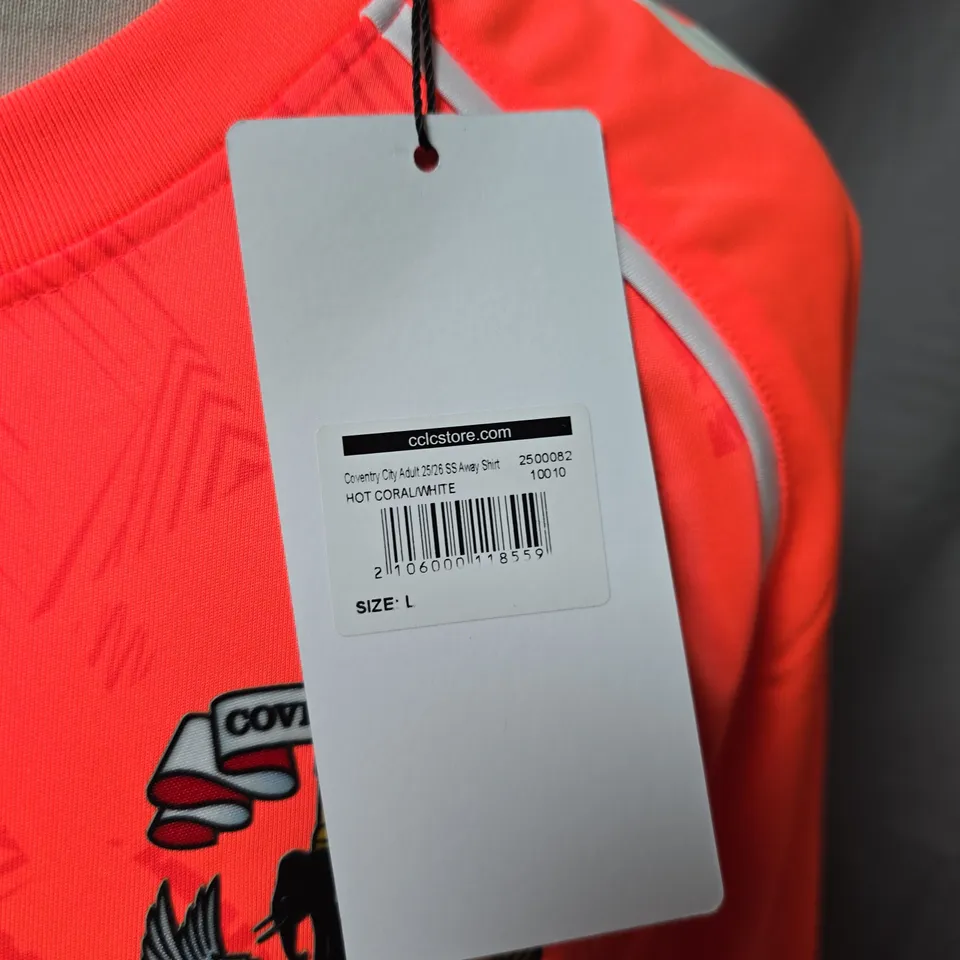 cclcstore.com
Coventry City Adult 25/26 SS Away Shirt 2500082
HOT CORAL/WHITE 10010
2 106000 118559
SIZE: L
COV